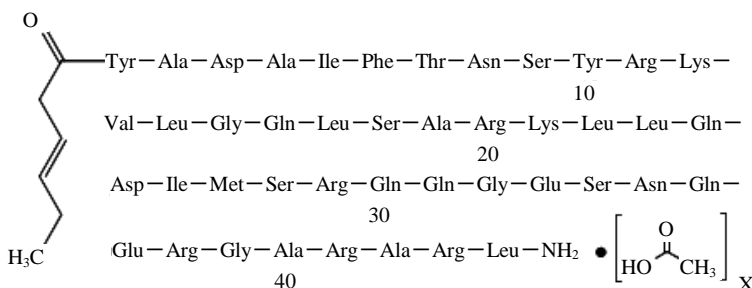 O
Tyr—Ala—Asp—Ala—Ile—Phe—Thr—Asn—Ser—Tyr—Arg—Lys—
10
Val—Leu—Gly—Gln—Leu—Ser—Ala—Arg—Lys—Leu—Leu—Gln—
20
Asp—Ile—Met—Ser—Arg—Gln—Gln—Gly—Glu—Ser—Asn—Gln—
30
H₃C Glu—Arg—Gly—Ala—Arg—Ala—Arg—Leu—NH₂ • [ O HO CH₃ ] X
40